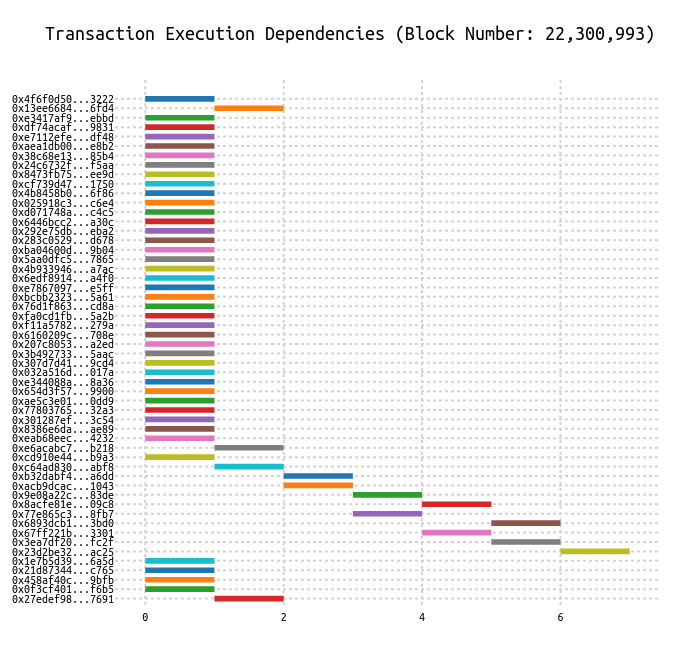 Transaction Execution Dependencies (Block Number: 22,300,993)
0x4f6f0d50...3222
0x13ee6684...6fd4
0xe3417af9...ebbd
0xdf74acaf...9831
0xe7112efe...df48
0xaea1db00...e8b2
0x38c68e13...85b4
0x24c6732f...f5aa
0x8473fb75...ee9d
0xcf739d47...1750
0x4b8458b0...6f86
0x025918c3...c6e4
0xd071748a...c4c5
0x6446bcc2...a30c
0x292e75db...eba2
0x283c0529...d678
0xba04600d...9b04
0x5aa0dfc5...7865
0x4b933946...a7ac
0x6edf8914...a4f0
0xe7867097...e5ff
0xbcbb2323...5a61
0x76d1f863...cd8a
0xfa0cd1fb...5a2b
0xf11a5782...279a
0x6160209c...708e
0x207c8053...a2ed
0x3b492733...5aac
0x307d7d41...9cd4
0x032a516d...017a
0xe344088a...8a36
0x654d3f57...9900
0xae5c3e01...0dd9
0x77803765...32a3
0x301287ef...3c54
0x8386e6da...ae89
0xeab68eec...4232
0xe6acabc7...b218
0xcd910e44...b9a3
0xc64ad830...abf8
0xb32dabf4...a6dd
0xacb9dcac...1043
0x9e08a22c...83de
0x8acfe81e...09c8
0x77e865c3...8fb7
0x6893dcb1...3bd0
0x67ff221b...3301
0x3ea7df20...fc2f
0x23d2be32...ac25
0x1e7b5d39...6a5d
0x21d87344...c765
0x458af40c...9bfb
0x0f3cf401...f6b5
0x27edef98...7691
0 2 4 6